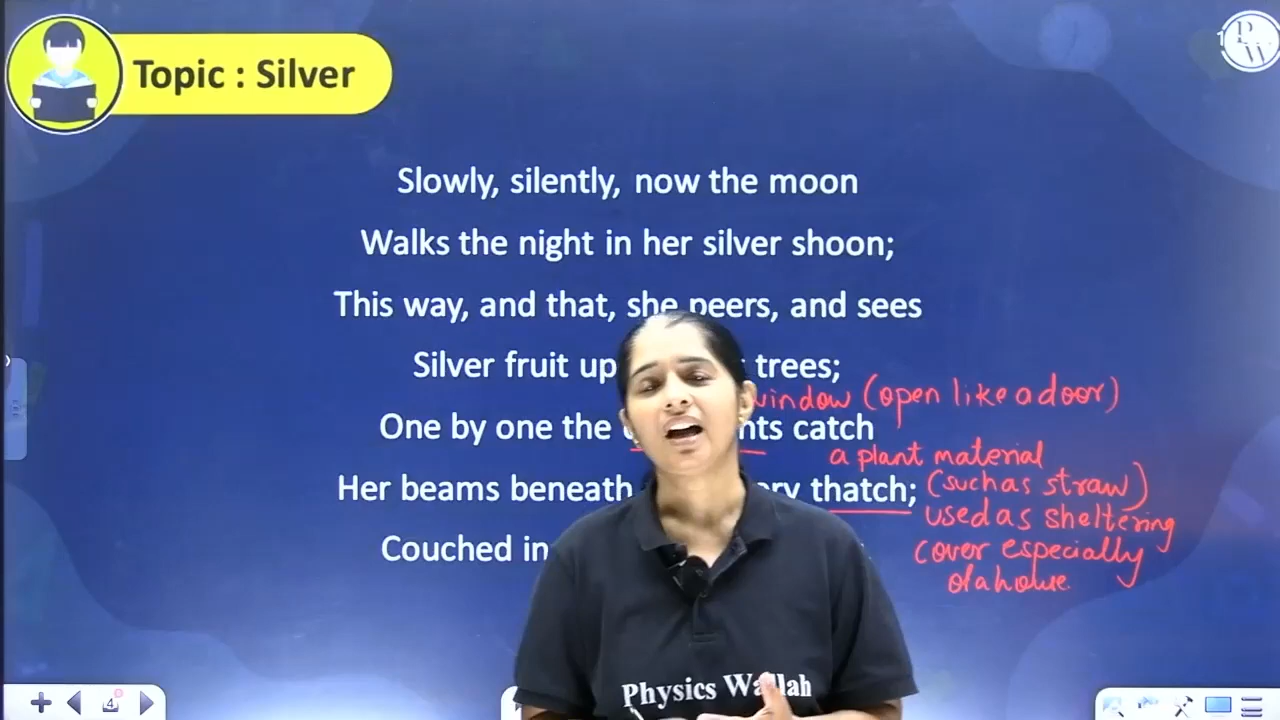 Topic : Silver
PW
Slowly, silently, now the moon
Walks the night in her silver shoon;
This way, and that, she peers, and sees
Silver fruit up trees;
window (open like a door)
One by one the catch
a plant material
Her beams beneath thatch; (such as straw)
used as sheltering
Couched in
cover especially
of a house
Physics Wallah
4